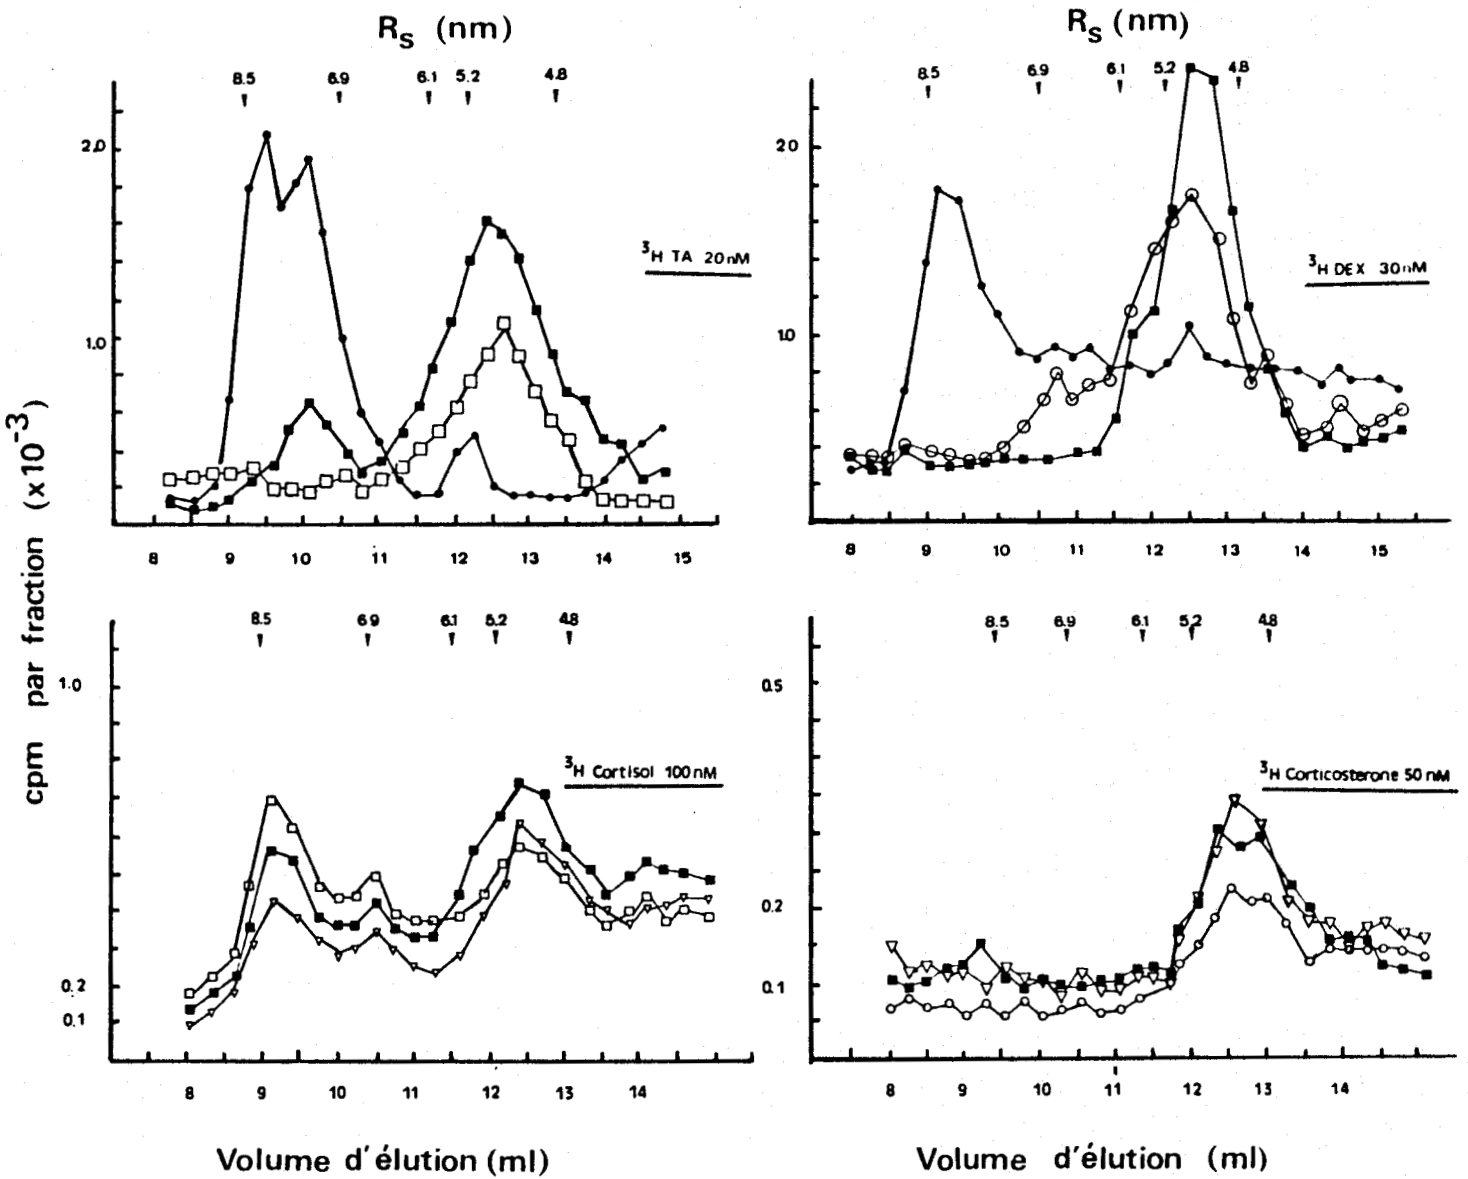 R_S (nm)
8.5 6.9 6.1 5.2 4.8
2.0
1.0
³H TA 20nM
8 9 10 11 12 13 14 15
R_S (nm)
8.5 6.9 6.1 5.2 4.8
20
10
³H DEX 30nM
8 9 10 11 12 13 14 15
cpm par fraction (x10⁻³)
8.5 6.9 6.1 5.2 4.8
1.0
0.2
0.1
³H Cortisol 100nM
8 9 10 11 12 13 14
Volume d'élution (ml)
8.5 6.9 6.1 5.2 4.8
0.5
0.2
0.1
³H Corticosterone 50nM
8 9 10 11 12 13 14
Volume d'élution (ml)